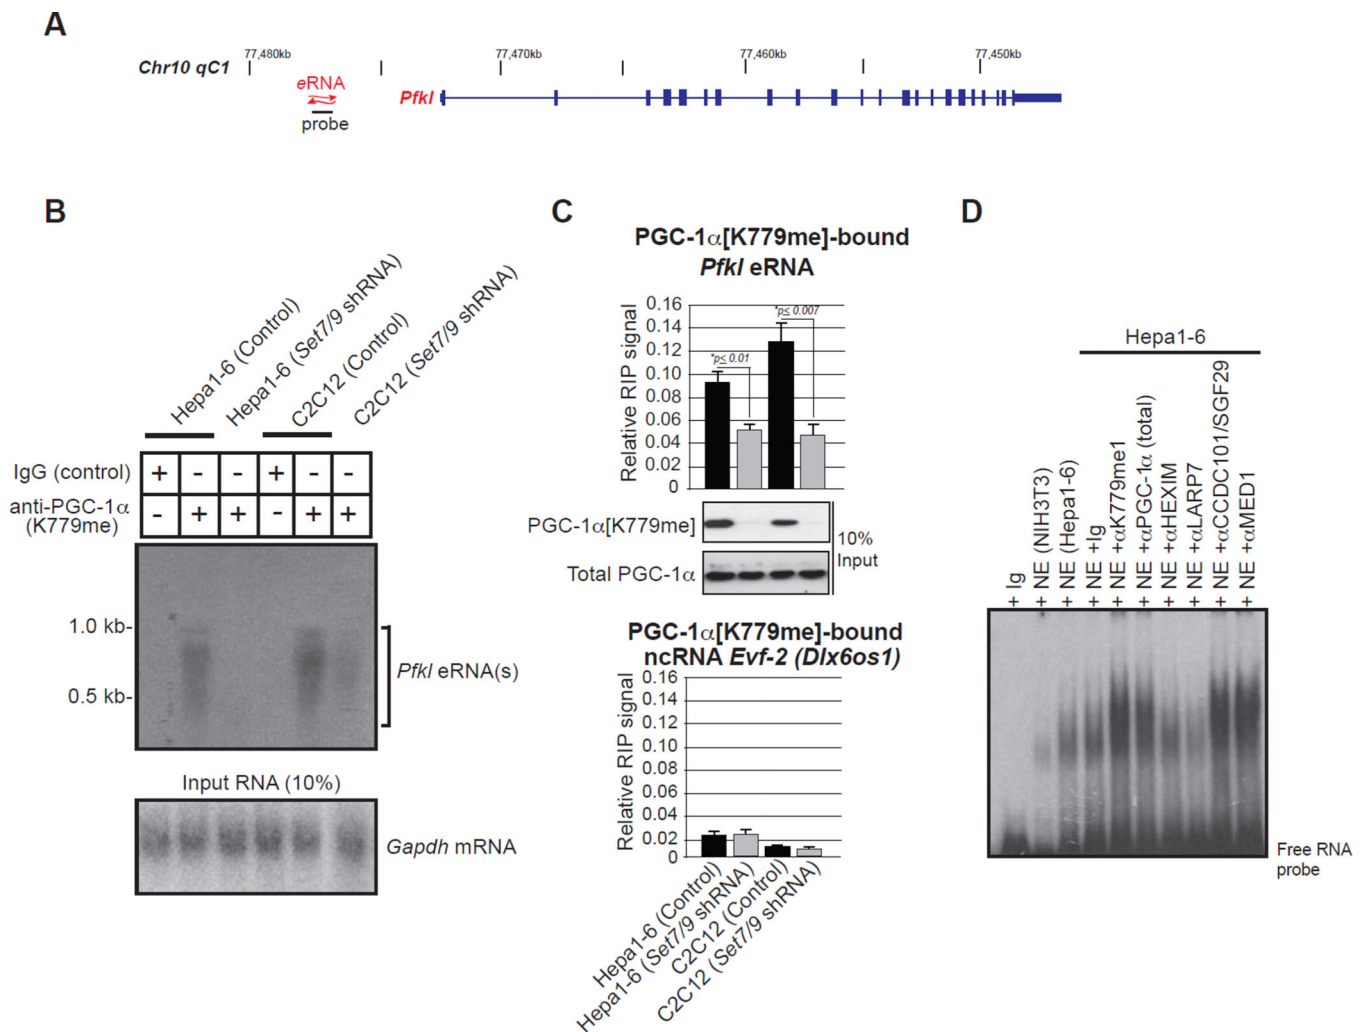 A
Chr10 qC1
77,480kb
77,470kb
77,460kb
77,450kb
eRNA
probe
Pfkl
B
Hepa1-6 (Control)
Hepa1-6 (Set7/9 shRNA)
C2C12 (Control)
C2C12 (Set7/9 shRNA)
IgG (control) + - - + - -
anti-PGC-1α (K779me) - + + - + +
1.0 kb-
0.5 kb-
Pfkl eRNA(s)
Input RNA (10%)
Gapdh mRNA
C
PGC-1α[K779me]-bound
Pfkl eRNA
Relative RIP signal
0.16
0.14
0.12
0.10
0.08
0.06
0.04
0.02
0
*p≤ 0.01
*p≤ 0.007
PGC-1α[K779me]
Total PGC-1α
10%
Input
PGC-1α[K779me]-bound
ncRNA Evf-2 (Dlx6os1)
Relative RIP signal
0.16
0.14
0.12
0.10
0.08
0.06
0.04
0.02
0
Hepa1-6 (Control)
Hepa1-6 (Set7/9 shRNA)
C2C12 (Control)
C2C12 (Set7/9 shRNA)
D
Hepa1-6
+ Ig
+ NE (NIH3T3)
+ NE (Hepa1-6)
+ NE +Ig
+ NE +αK779me1
+ NE +αPGC-1α (total)
+ NE +αHEXIM
+ NE +αLARP7
+ NE +αCCDC101/SGF29
+ NE +αMED1
Free RNA
probe